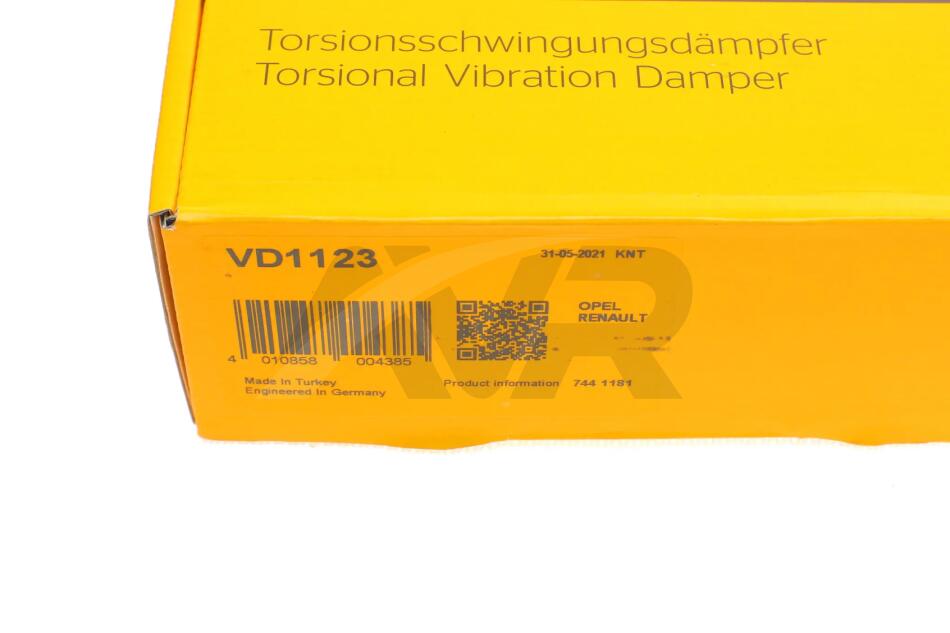 Torsionsschwingungsdämpfer
Torsional Vibration Damper
VD1123
31-05-2021 KNT
OPEL
RENAULT
4 010858 004385
Made In Turkey
Engineered In Germany
Product information 744 1181
AVR